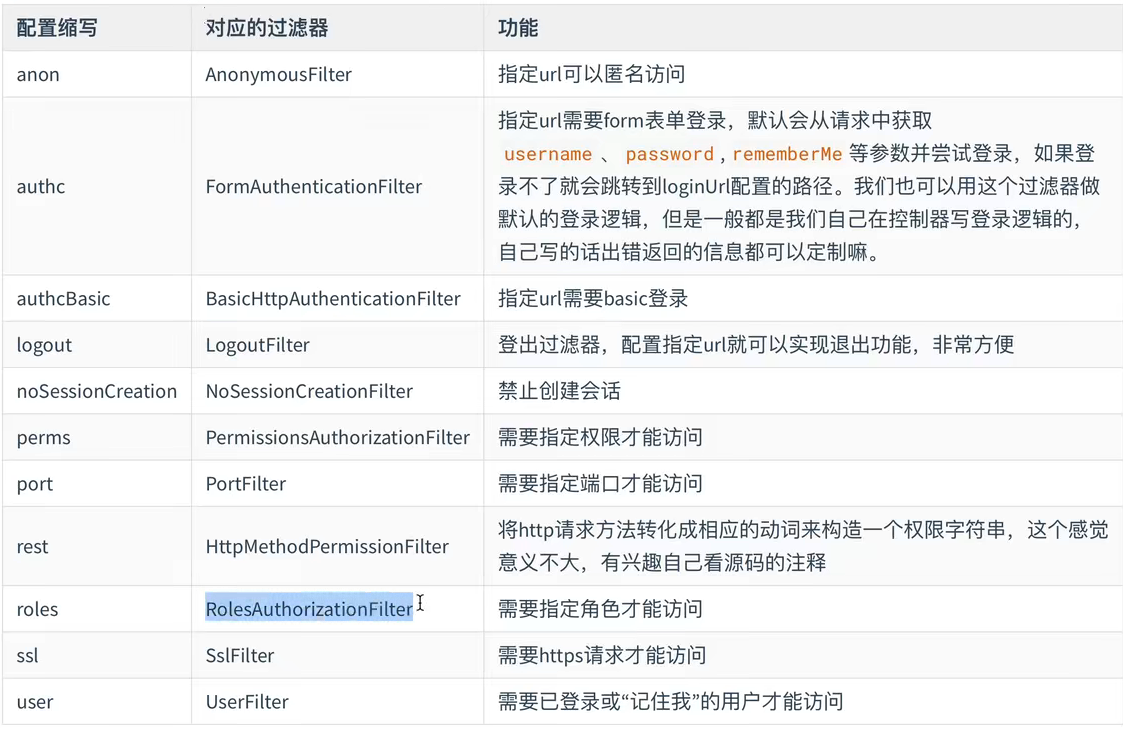 配置缩写 对应的过滤器 功能
anon AnonymousFilter 指定url可以匿名访问
指定url需要form表单登录，默认会从请求中获取
username 、 password , rememberMe 等参数并尝试登录，如果登
authc FormAuthenticationFilter 录不了就会跳转到loginUrl配置的路径。我们也可以用这个过滤器做
默认的登录逻辑，但是一般都是我们自己在控制器写登录逻辑的，
自己写的话出错返回的信息都可以定制嘛。
authcBasic BasicHttpAuthenticationFilter 指定url需要basic登录
logout LogoutFilter 登出过滤器，配置指定url就可以实现退出功能，非常方便
noSessionCreation NoSessionCreationFilter 禁止创建会话
perms PermissionsAuthorizationFilter 需要指定权限才能访问
port PortFilter 需要指定端口才能访问
将http请求方法转化成相应的动词来构造一个权限字符串，这个感觉
rest HttpMethodPermissionFilter 意义不大，有兴趣自己看源码的注释
roles RolesAuthorizationFilter 需要指定角色才能访问
ssl SslFilter 需要https请求才能访问
user UserFilter 需要已登录或“记住我”的用户才能访问